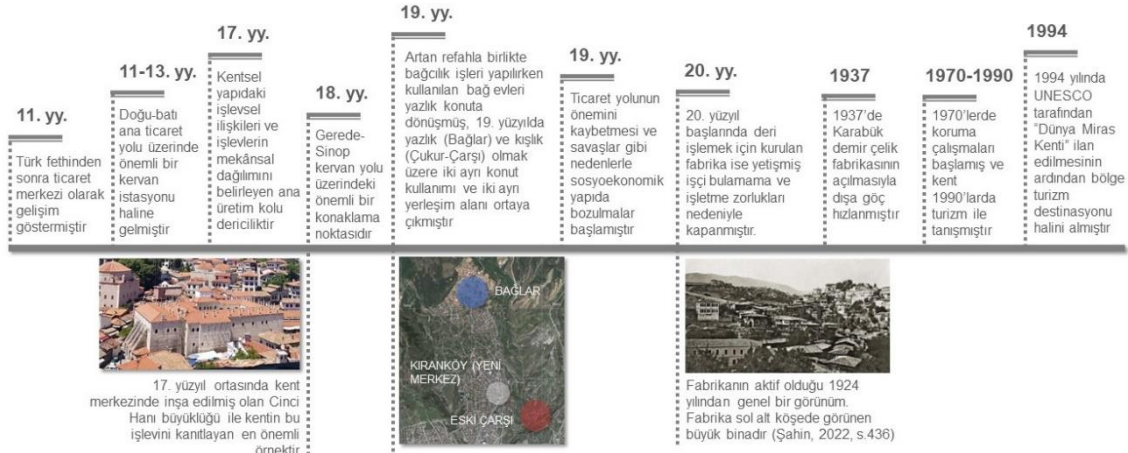 11. yy.
Türk fethinden
sonra ticaret
merkezi olarak
gelişim
göstermiştir
11-13. yy.
Doğu-batı
ana ticaret
yolu üzerinde
önemli bir
kervan
istasyonu
haline
gelmiştir
17. yy.
Kentsel
yapıdaki
işlevsel
ilişkileri ve
işlevlerin
mekânsal
dağılımını
belirleyen ana
üretim kolu
dericiliktir
18. yy.
Gerede-
Sinop
kervan yolu
üzerindeki
önemli bir
konaklama
noktasıdır
19. yy.
Artan refahla birlikte
bağcılık işleri yapılırken
kullanılan bağ evleri
yazlık konuta
dönüşmüş, 19. yüzyılda
yazlık (Bağlar) ve kışlık
(Çukur-Çarşı) olmak
üzere iki ayrı konut
kullanımı ve iki ayrı
yerleşim alanı ortaya
çıkmıştır
19. yy.
Ticaret yolunun
önemini
kaybetmesi ve
savaşlar gibi
nedenlerle
sosyoekonomik
yapıda
bozulmalar
başlamıştır
20. yy.
20. yüzyıl
başlarında deri
işlemek için kurulan
fabrika ise yetişmiş
işçi bulamama ve
işletme zorlukları
nedeniyle
kapanmıştır.
1937
1937'de
Karabük
demir çelik
fabrikasının
açılmasıyla
dışa göç
hızlanmıştır
1970-1990
1970'lerde
koruma
çalışmaları
başlamış ve
kent
1990'larda
turizm ile
tanışmıştır
1994
1994 yılında
UNESCO
tarafından
"Dünya Miras
Kenti" ilan
edilmesinin
ardından bölge
turizm
destinasyonu
halini almıştır
17. yüzyıl ortasında kent
merkezinde inşa edilmiş olan Cinci
Hanı büyüklüğü ile kentin bu
işlevini kanıtlayan en önemli
örnektir
BAĞLAR
KIRANKÖY (YENİ
MERKEZ)
ESKİ ÇARŞI
Fabrikanın aktif olduğu 1924
yılından genel bir görünüm.
Fabrika sol alt köşede görünen
büyük binadır (Şahin, 2022, s.436)